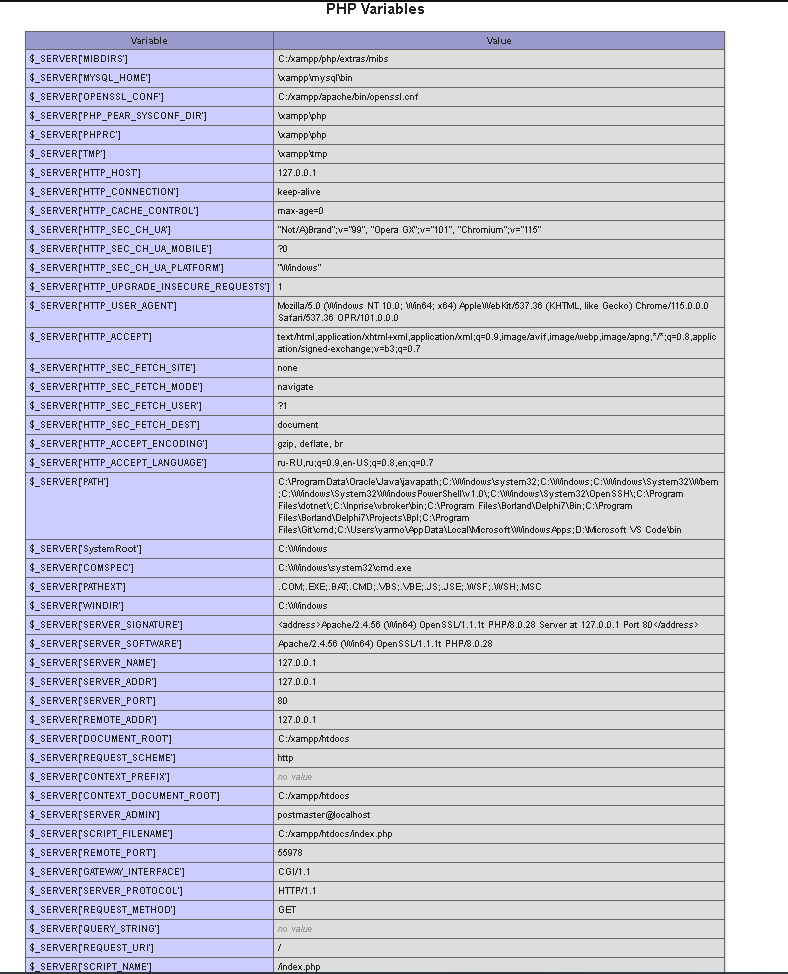 PHP Variables
Variable Value
$_SERVER['MIBDIRS'] C:/xampp/php/extras/mibs
$_SERVER['MYSQL_HOME'] \xampp\mysql\bin
$_SERVER['OPENSSL_CONF'] C:/xampp/apache/bin/openssl.cnf
$_SERVER['PHP_PEAR_SYSCONF_DIR'] \xampp\php
$_SERVER['PHPRC'] \xampp\php
$_SERVER['TMP'] \xampp\tmp
$_SERVER['HTTP_HOST'] 127.0.0.1
$_SERVER['HTTP_CONNECTION'] keep-alive
$_SERVER['HTTP_CACHE_CONTROL'] max-age=0
$_SERVER['HTTP_SEC_CH_UA'] "Not/A)Brand";v="99", "Opera GX";v="101", "Chromium";v="115"
$_SERVER['HTTP_SEC_CH_UA_MOBILE'] ?0
$_SERVER['HTTP_SEC_CH_UA_PLATFORM'] "Windows"
$_SERVER['HTTP_UPGRADE_INSECURE_REQUESTS'] 1
$_SERVER['HTTP_USER_AGENT'] Mozilla/5.0 (Windows NT 10.0; Win64; x64) AppleWebKit/537.36 (KHTML, like Gecko) Chrome/115.0.0.0
Safari/537.36 OPR/101.0.0.0
$_SERVER['HTTP_ACCEPT'] text/html,application/xhtml+xml,application/xml;q=0.9,image/avif,image/webp,image/apng,*/*;q=0.8,applic
ation/signed-exchange;v=b3;q=0.7
$_SERVER['HTTP_SEC_FETCH_SITE'] none
$_SERVER['HTTP_SEC_FETCH_MODE'] navigate
$_SERVER['HTTP_SEC_FETCH_USER'] ?1
$_SERVER['HTTP_SEC_FETCH_DEST'] document
$_SERVER['HTTP_ACCEPT_ENCODING'] gzip, deflate, br
$_SERVER['HTTP_ACCEPT_LANGUAGE'] ru-RU,ru;q=0.9,en-US;q=0.8,en;q=0.7
$_SERVER['PATH'] C:\ProgramData\Oracle\Java\javapath;C:\Windows\system32;C:\Windows;C:\Windows\System32\Wbem
;C:\Windows\System32\WindowsPowerShell\v1.0\;C:\Windows\System32\OpenSSH\;C:\Program
Files\dotnet\;C:\Inprise\vbroker\bin;C:\Program Files\Borland\Delphi7\Bin;C:\Program
Files\Borland\Delphi7\Projects\Bpl;C:\Program
Files\Git\cmd;C:\Users\yarmo\AppData\Local\Microsoft\WindowsApps;D:\Microsoft VS Code\bin
$_SERVER['SystemRoot'] C:\Windows
$_SERVER['COMSPEC'] C:\Windows\system32\cmd.exe
$_SERVER['PATHEXT'] .COM;.EXE;.BAT;.CMD;.VBS;.VBE;.JS;.JSE;.WSF;.WSH;.MSC
$_SERVER['WINDIR'] C:\Windows
$_SERVER['SERVER_SIGNATURE'] <address>Apache/2.4.56 (Win64) OpenSSL/1.1.1t PHP/8.0.28 Server at 127.0.0.1 Port 80</address>
$_SERVER['SERVER_SOFTWARE'] Apache/2.4.56 (Win64) OpenSSL/1.1.1t PHP/8.0.28
$_SERVER['SERVER_NAME'] 127.0.0.1
$_SERVER['SERVER_ADDR'] 127.0.0.1
$_SERVER['SERVER_PORT'] 80
$_SERVER['REMOTE_ADDR'] 127.0.0.1
$_SERVER['DOCUMENT_ROOT'] C:/xampp/htdocs
$_SERVER['REQUEST_SCHEME'] http
$_SERVER['CONTEXT_PREFIX'] no value
$_SERVER['CONTEXT_DOCUMENT_ROOT'] C:/xampp/htdocs
$_SERVER['SERVER_ADMIN'] postmaster@localhost
$_SERVER['SCRIPT_FILENAME'] C:/xampp/htdocs/index.php
$_SERVER['REMOTE_PORT'] 55978
$_SERVER['GATEWAY_INTERFACE'] CGI/1.1
$_SERVER['SERVER_PROTOCOL'] HTTP/1.1
$_SERVER['REQUEST_METHOD'] GET
$_SERVER['QUERY_STRING'] no value
$_SERVER['REQUEST_URI'] /
$_SERVER['SCRIPT_NAME'] /index.php